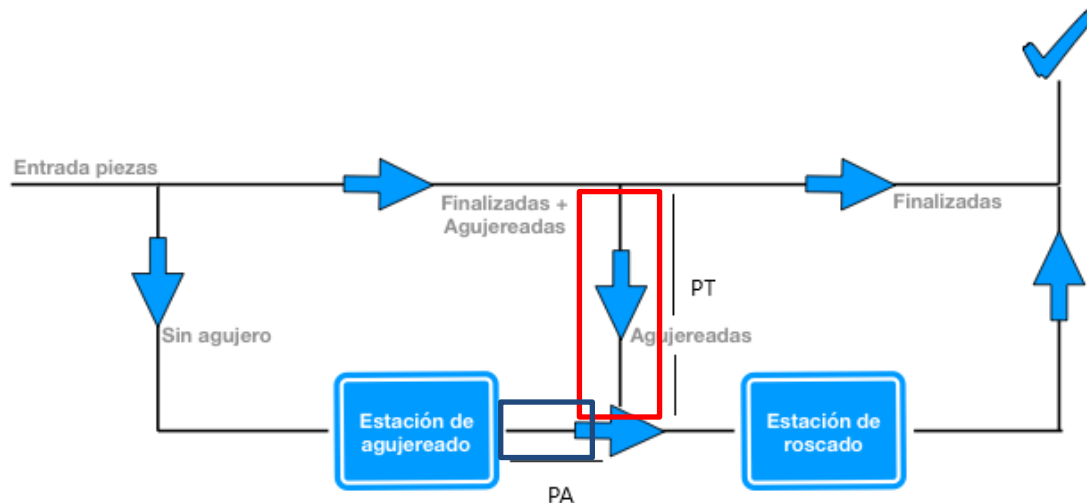 Entrada piezas
Finalizadas +
Agujereadas
Finalizadas
PT
Sin agujero
Agujereadas
Estación de
agujereado
Estación de
roscado
PA